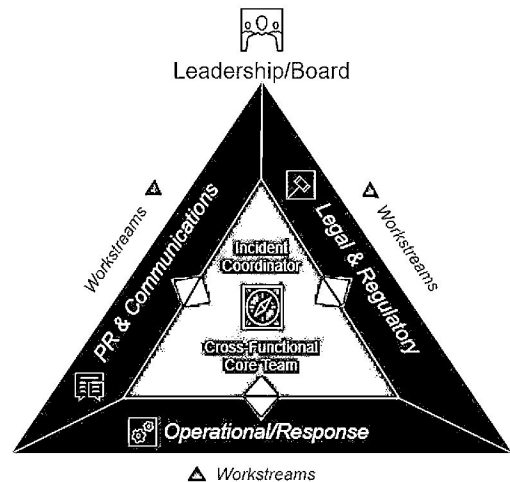 Leadership/Board
Workstreams
PR & Communications
Legal & Regulatory
Workstreams
Incident
Coordinator
Cross-Functional
Core Team
Operational/Response
Workstreams